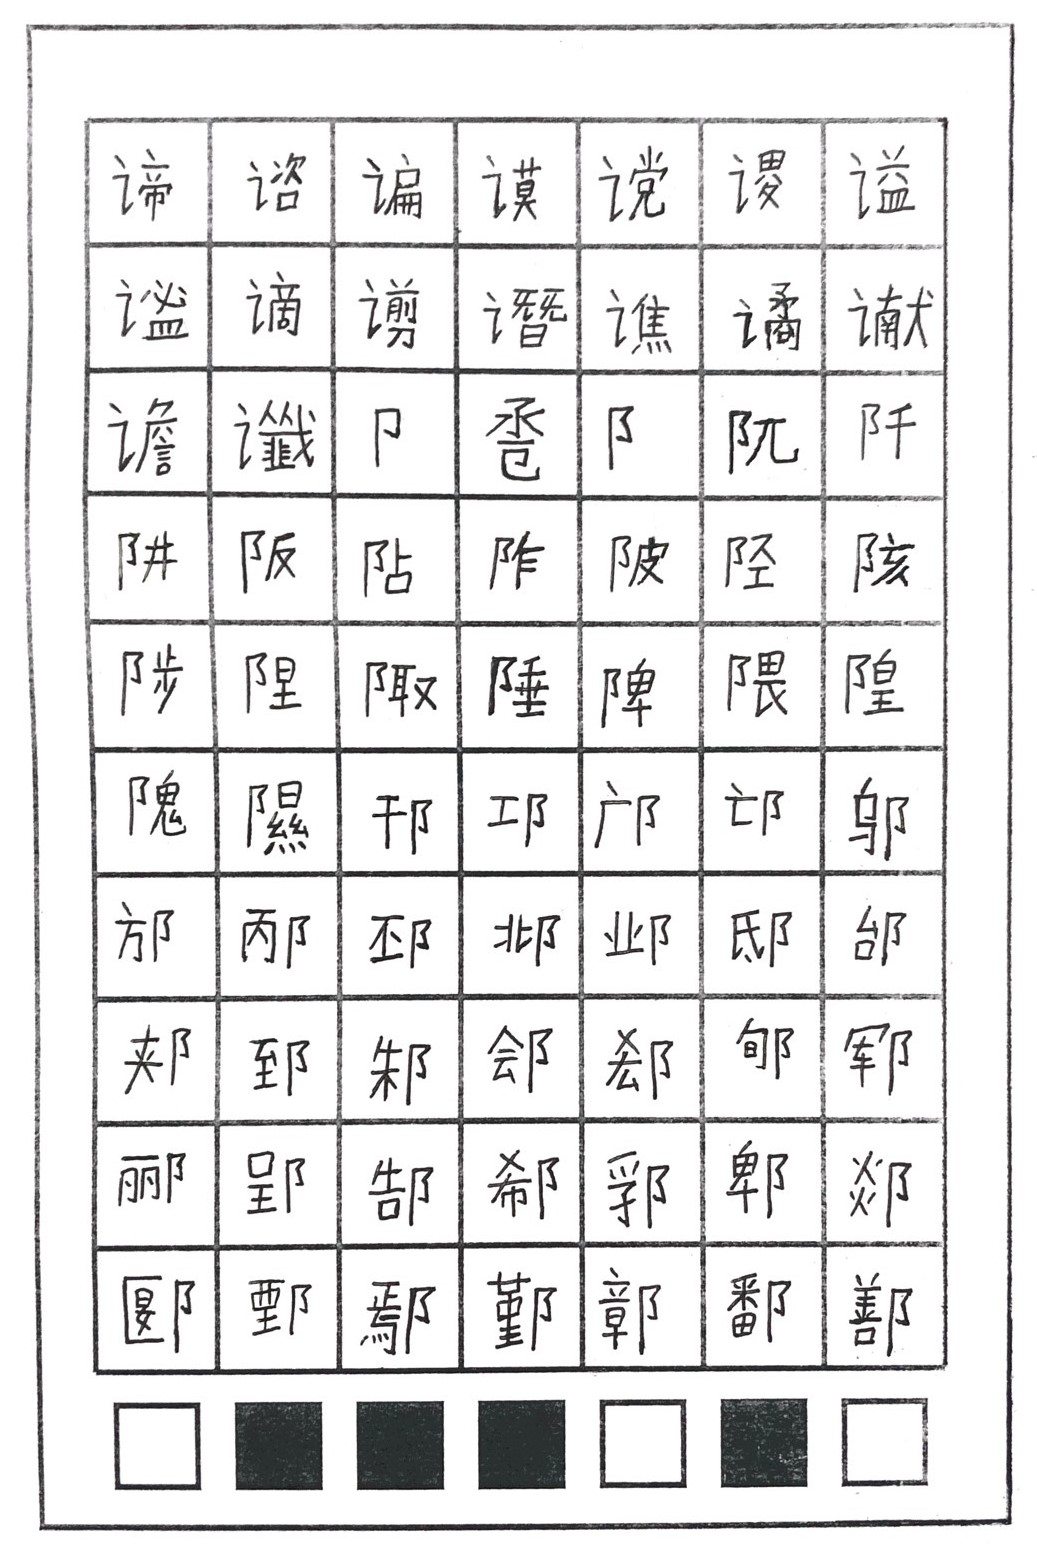 谛 谘 谝 谟 谠 谡 谥
谧 谪 谫 谮 谯 谲 谳
谵 谶 卩 卺 阝 阢 阡
阱 阪 阽 阼 陂 陉 陔
陟 陧 陬 陲 陴 隈 隍
隗 隰 邗 邛 邝 邙 邬
邡 邴 邳 邶 邺 邸 邰
郏 郅 邾 郐 郄 郇 郓
郦 郢 郜 郗 郛 郫 郯
郾 鄄 鄢 鄞 鄣 鄱 鄯